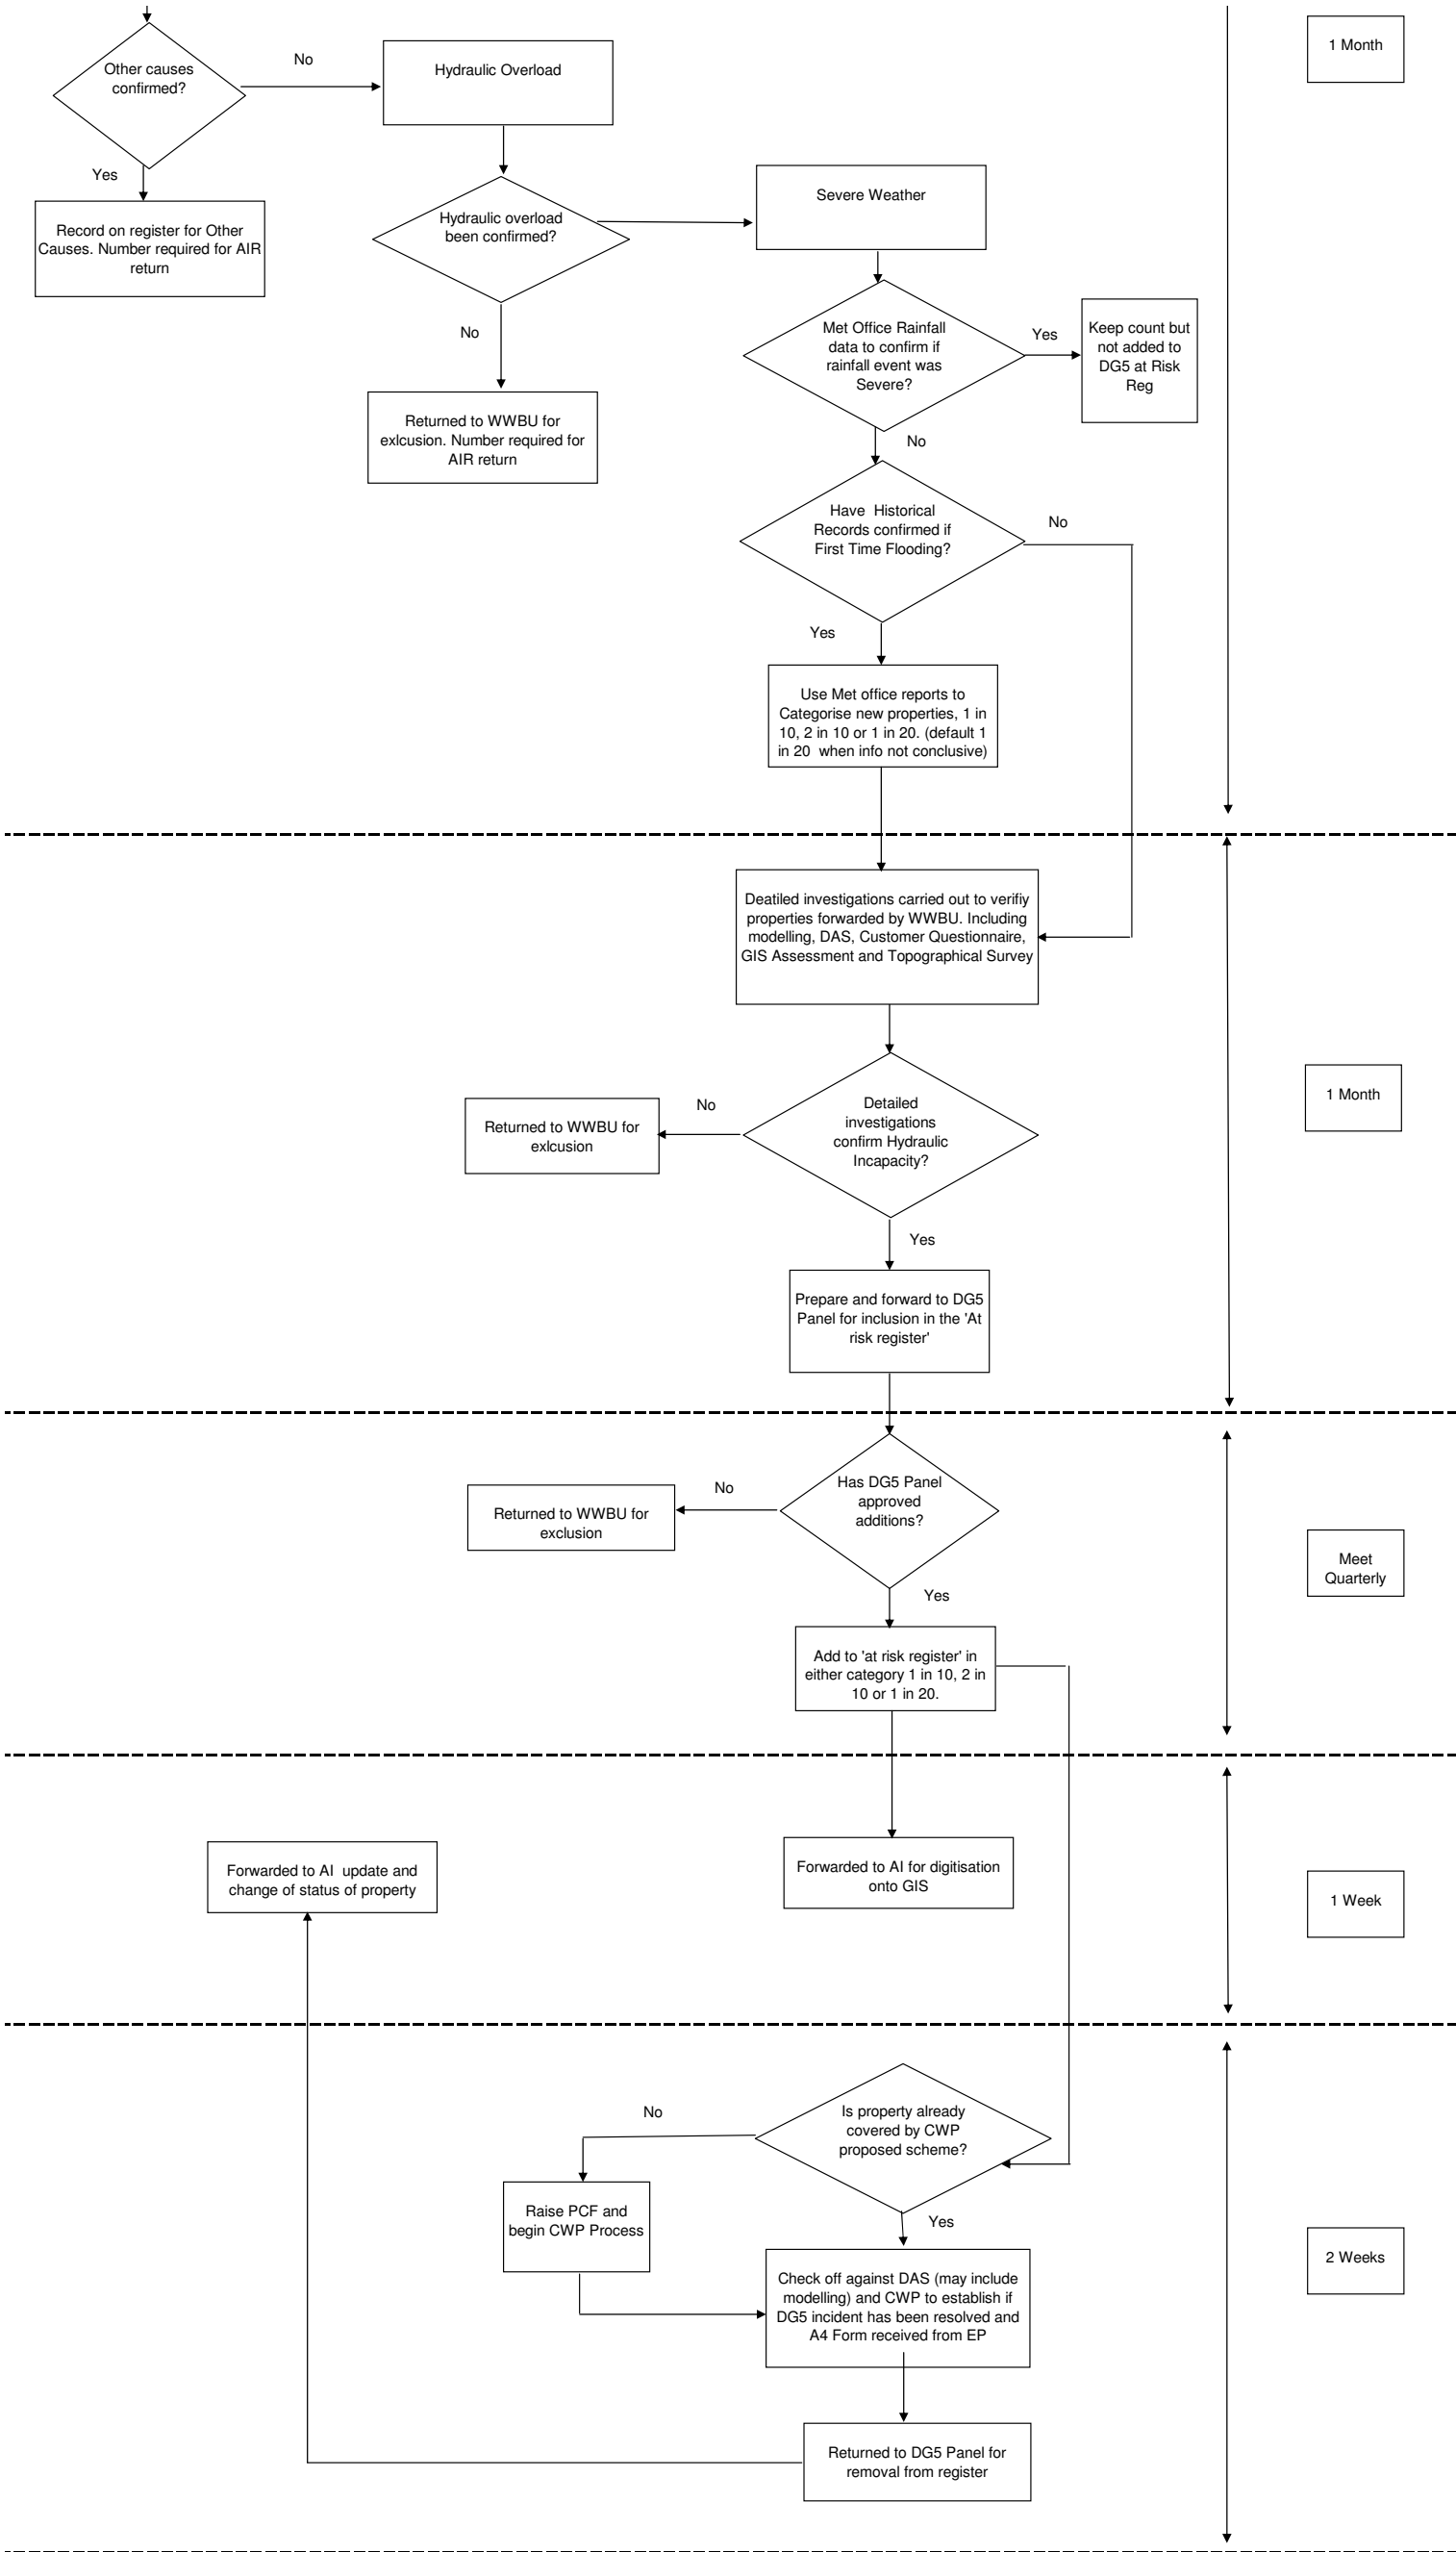 1 Month
Other causes
confirmed?
No
Hydraulic Overload
Yes
Record on register for Other
Causes. Number required for AIR
return
Hydraulic overload
been confirmed?
Severe Weather
No
Returned to WWBU for
exlcusion. Number required for
AIR return
Met Office Rainfall
data to confirm if
rainfall event was
Severe?
Yes
Keep count but
not added to
DG5 at Risk
Reg
No
Have  Historical
Records confirmed if
First Time Flooding?
No
Yes
Use Met office reports to
Categorise new properties, 1 in
10, 2 in 10 or 1 in 20. (default 1
in 20  when info not conclusive)
Deatiled investigations carried out to verifiy
properties forwarded by WWBU. Including
modelling, DAS, Customer Questionnaire,
GIS Assessment and Topographical Survey
1 Month
Detailed
investigations
confirm Hydraulic
Incapacity?
No
Returned to WWBU for
exlcusion
Yes
Prepare and forward to DG5
Panel for inclusion in the 'At
risk register'
Has DG5 Panel
approved
additions?
No
Returned to WWBU for
exclusion
Meet
Quarterly
Yes
Add to 'at risk register' in
either category 1 in 10, 2 in
10 or 1 in 20.
Forwarded to AI  update and
change of status of property
Forwarded to AI for digitisation
onto GIS
1 Week
Is property already
covered by CWP
proposed scheme?
No
Raise PCF and
begin CWP Process
Yes
2 Weeks
Check off against DAS (may include
modelling) and CWP to establish if
DG5 incident has been resolved and
A4 Form received from EP
Returned to DG5 Panel for
removal from register